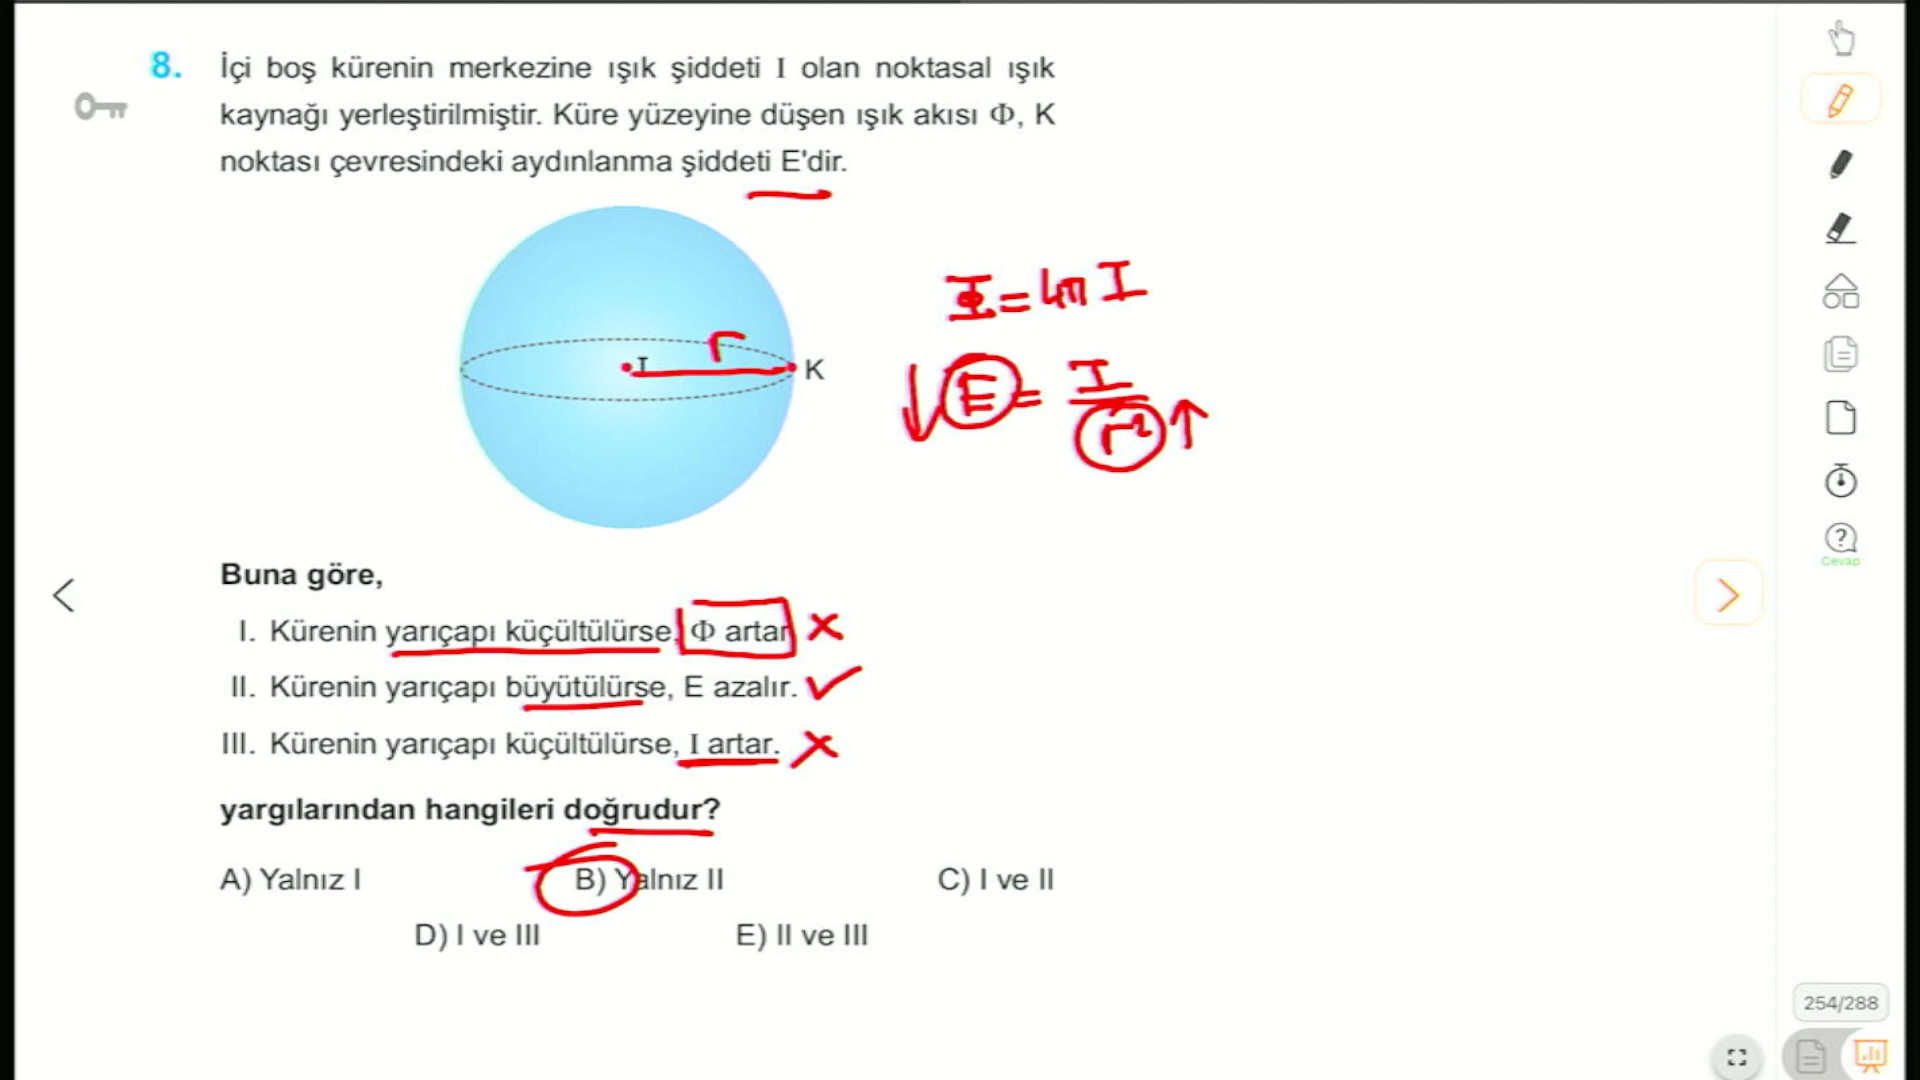 8. İçi boş kürenin merkezine ışık şiddeti I olan noktasal ışık
kaynağı yerleştirilmiştir. Küre yüzeyine düşen ışık akısı Φ, K
noktası çevresindeki aydınlanma şiddeti E'dir.
Φ = 4π I
r
I
K
↓ E = I / r² ↑
Buna göre,
I. Kürenin yarıçapı küçültülürse, Φ artar
II. Kürenin yarıçapı büyütülürse, E azalır.
III. Kürenin yarıçapı küçültülürse, I artar.
yargılarından hangileri doğrudur?
A) Yalnız I B) Yalnız II C) I ve II
D) I ve III E) II ve III
Cevap
254/288